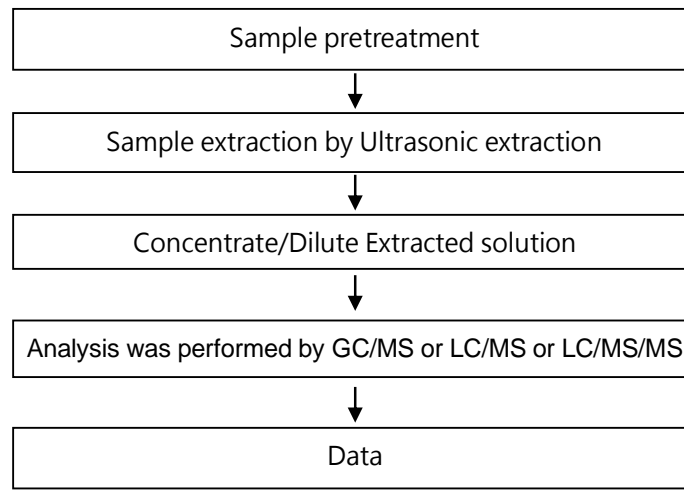 Sample pretreatment
Sample extraction by Ultrasonic extraction
Concentrate/Dilute Extracted solution
Analysis was performed by GC/MS or LC/MS or LC/MS/MS
Data